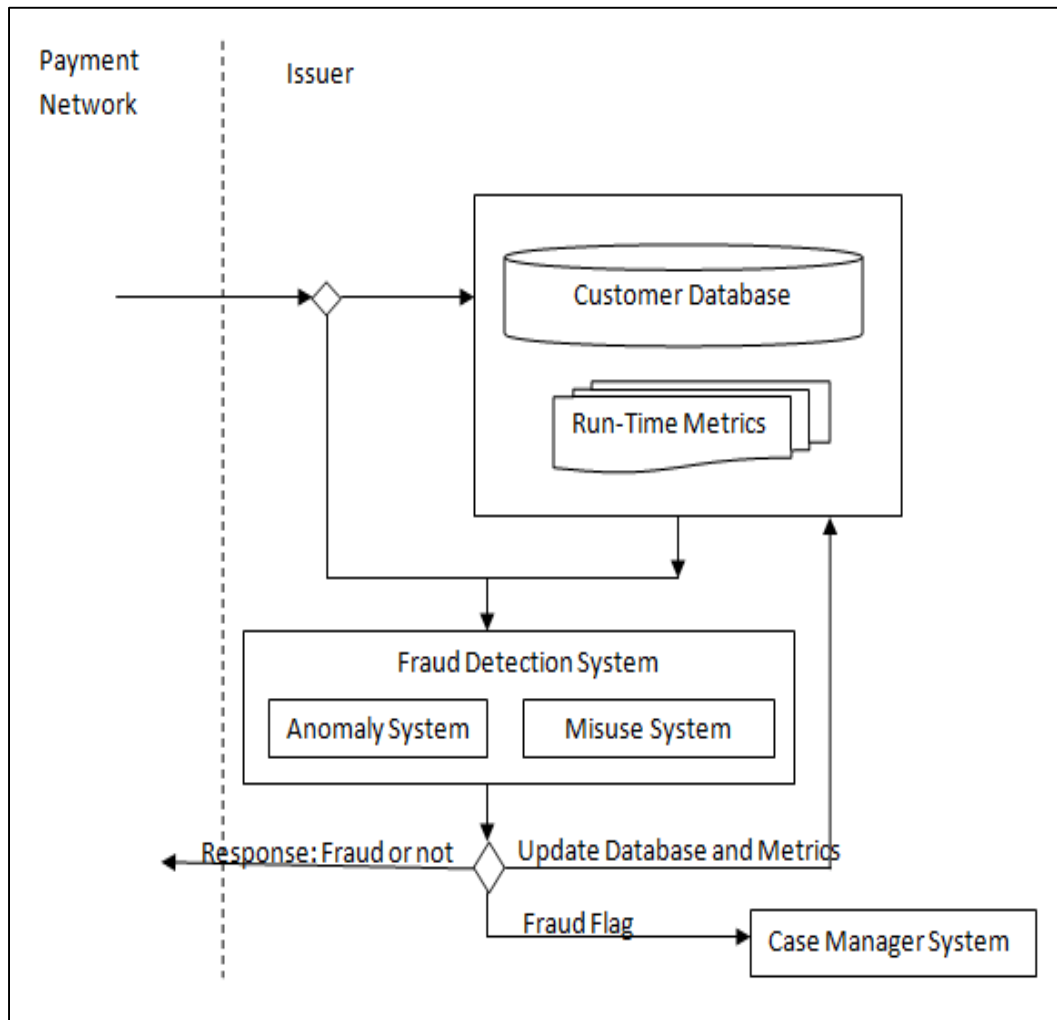 Payment
Network
Issuer
Customer Database
Run-Time Metrics
Fraud Detection System
Anomaly System
Misuse System
Response: Fraud or not
Update Database and Metrics
Fraud Flag
Case Manager System